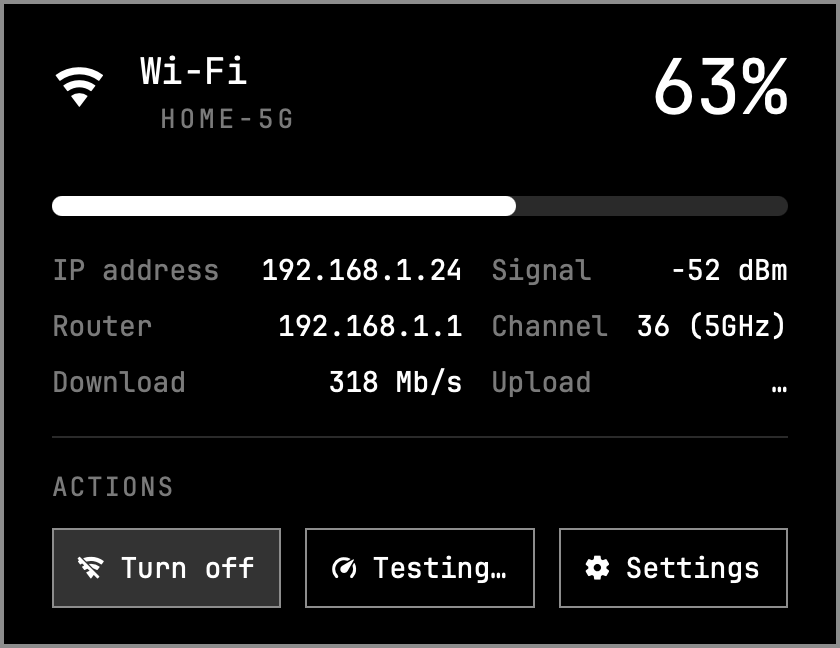 Wi-Fi
63%
HOME-5G
IP address 192.168.1.24 Signal -52 dBm
Router 192.168.1.1 Channel 36 (5GHz)
Download 318 Mb/s Upload …
ACTIONS
Turn off Testing… Settings